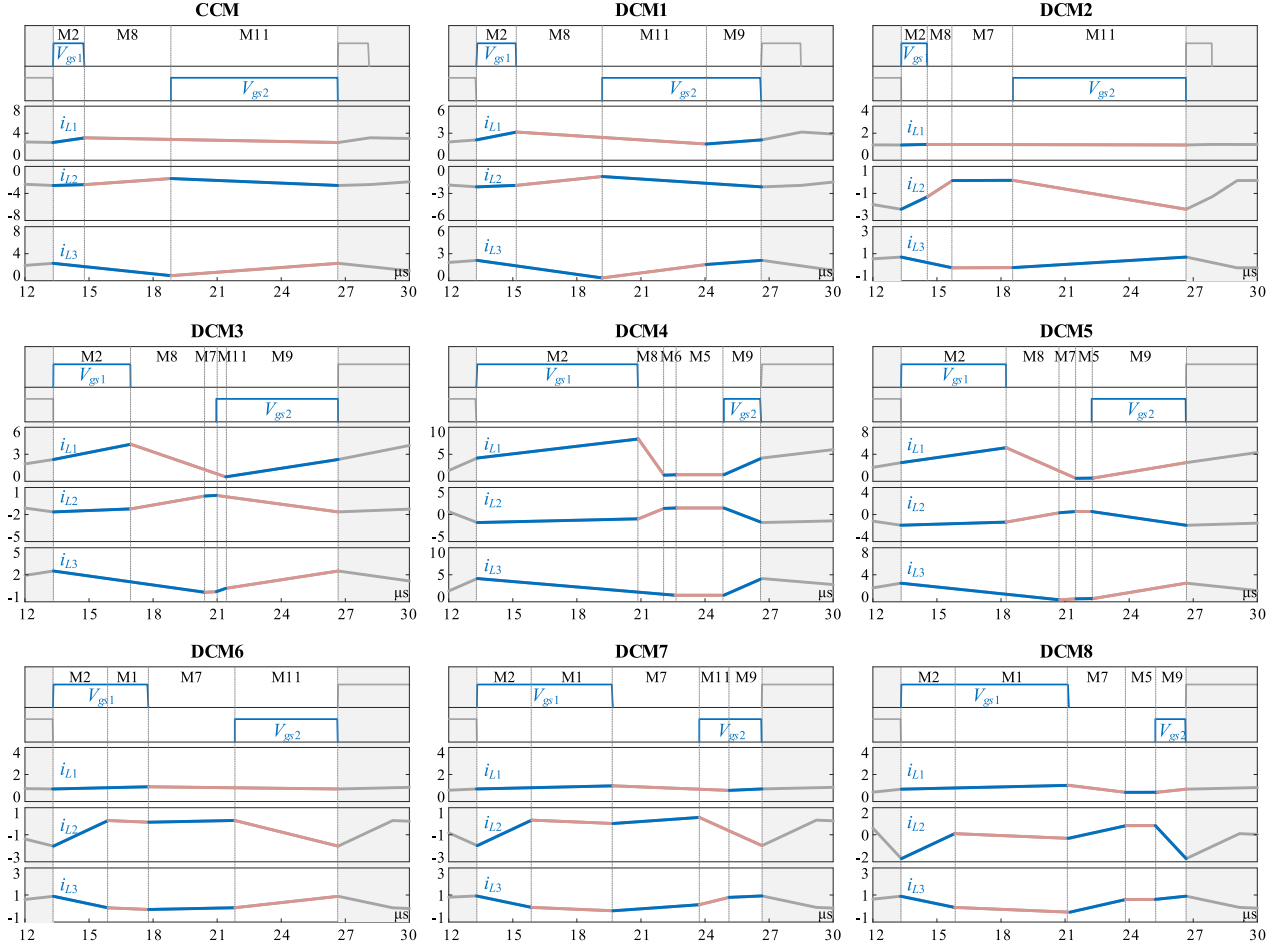 CCM DCM1 DCM2
M2 M8 M11 M2 M8 M11 M9 M2 M8 M7 M11
Vgs1 Vgs1 Vgs1
Vgs2 Vgs2 Vgs2
8 6 4
iL1 iL1 iL1
4 3 2
0 0 0
0 0 1
iL2 iL2 iL2
-4 -3 -1
-8 -6 -3
8 6 3
iL3 iL3 iL3
4 3 1
0 μs 0 μs -1 μs
12 15 18 21 24 27 30 12 15 18 21 24 27 30 12 15 18 21 24 27 30
DCM3 DCM4 DCM5
M2 M8 M7 M11 M9 M2 M8 M6 M5 M9 M2 M8 M7 M5 M9
Vgs1 Vgs1 Vgs1
Vgs2 Vgs2 Vgs2
6 10 8
iL1 iL1 iL1
3 5 4
0 0 0
1 5 4
iL2 iL2 iL2
-2 0 0
-5 -5 -4
5 10 8
iL3 iL3 iL3
2 5 4
-1 μs 0 μs 0 μs
12 15 18 21 24 27 30 12 15 18 21 24 27 30 12 15 18 21 24 27 30
DCM6 DCM7 DCM8
M2 M1 M7 M11 M2 M1 M7 M11 M9 M2 M1 M7 M5 M9
Vgs1 Vgs1 Vgs1
Vgs2 Vgs2 Vgs2
4 4 4
iL1 iL1 iL1
2 2 2
0 0 0
1 1 2
iL2 iL2 iL2
-1 -1 0
-3 -3 -2
3 3 3
iL3 iL3 iL3
1 1 1
-1 μs -1 μs -1 μs
12 15 18 21 24 27 30 12 15 18 21 24 27 30 12 15 18 21 24 27 30